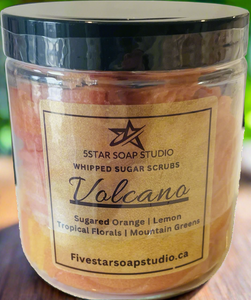 5STAR SOAP STUDIO
WHIPPED SUGAR SCRUBS
Volcano
Sugared Orange | Lemon
Tropical Florals | Mountain Greens
Fivestarsoapstudio.ca